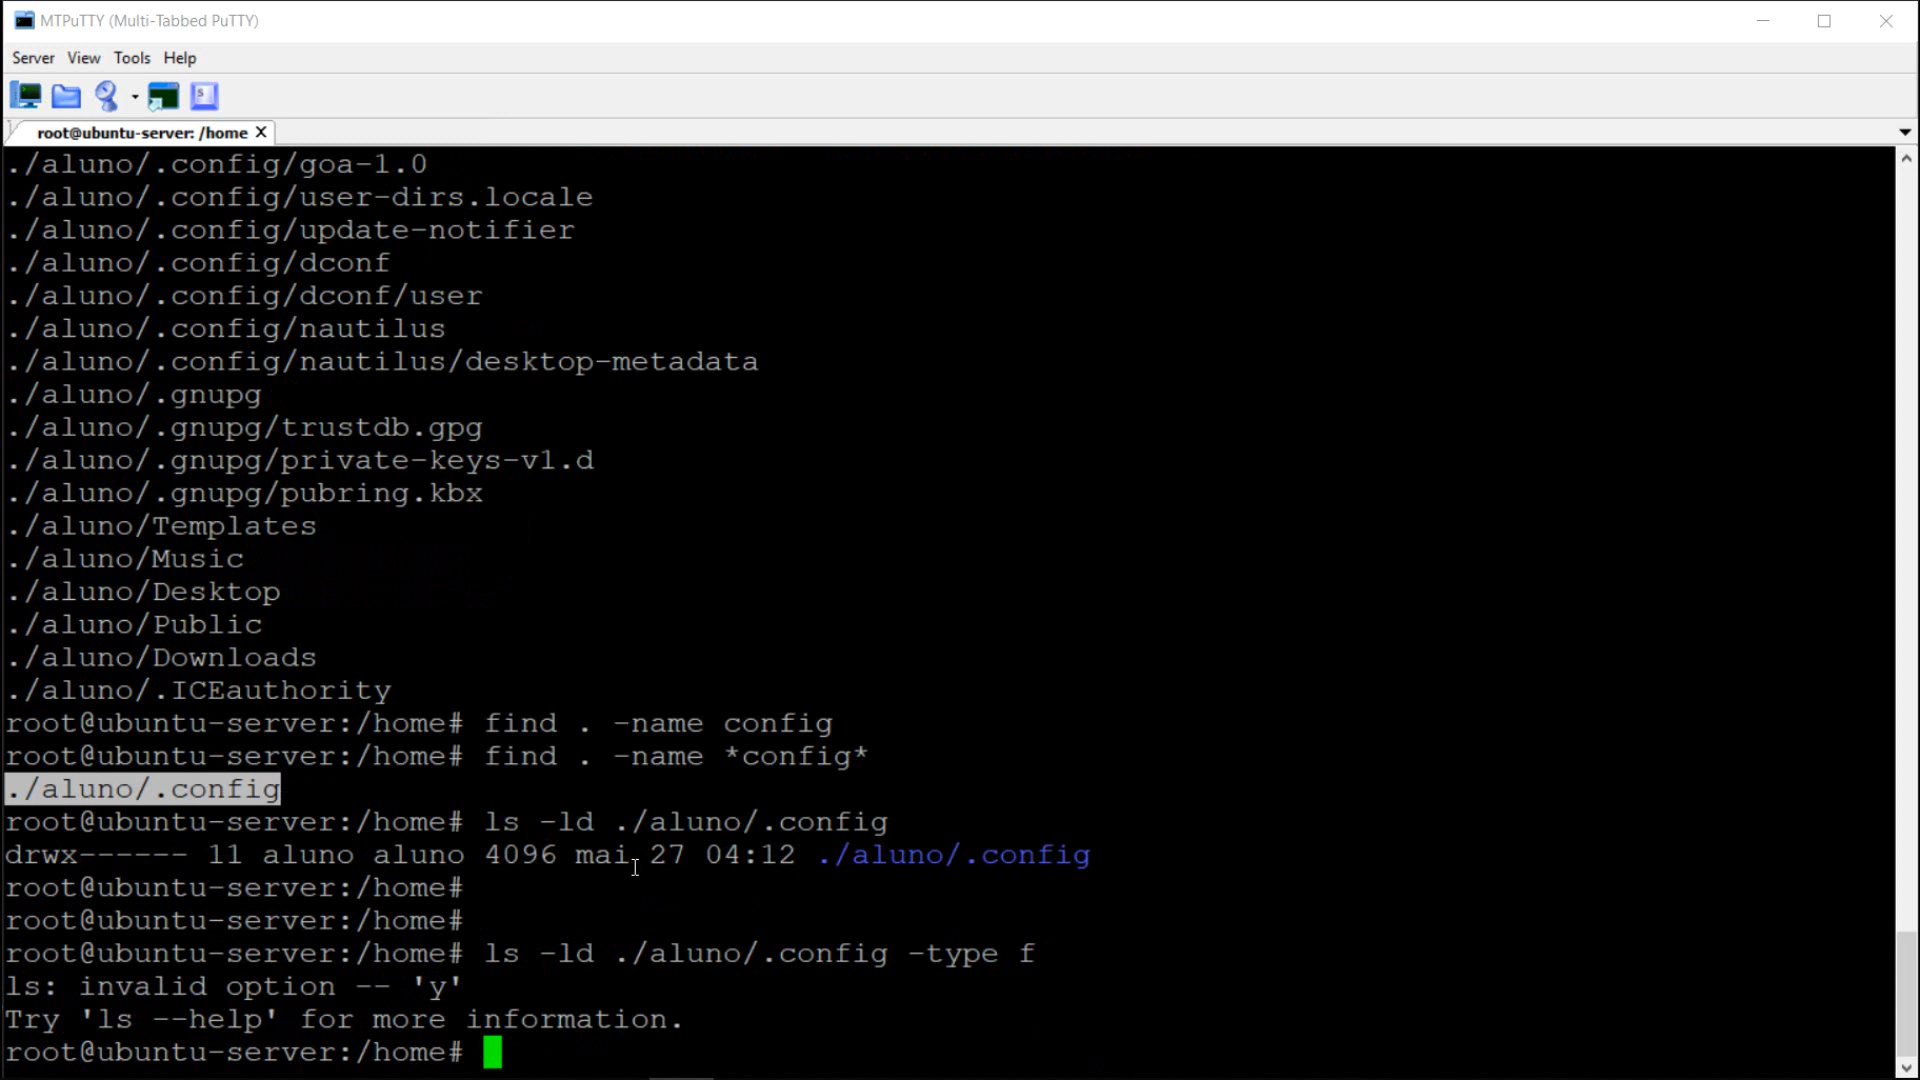 MTPuTTY (Multi-Tabbed PuTTY)
Server View Tools Help
root@ubuntu-server: /home X
./aluno/.config/goa-1.0
./aluno/.config/user-dirs.locale
./aluno/.config/update-notifier
./aluno/.config/dconf
./aluno/.config/dconf/user
./aluno/.config/nautilus
./aluno/.config/nautilus/desktop-metadata
./aluno/.gnupg
./aluno/.gnupg/trustdb.gpg
./aluno/.gnupg/private-keys-v1.d
./aluno/.gnupg/pubring.kbx
./aluno/Templates
./aluno/Music
./aluno/Desktop
./aluno/Public
./aluno/Downloads
./aluno/.ICEauthority
root@ubuntu-server:/home# find . -name config
root@ubuntu-server:/home# find . -name *config*
./aluno/.config
root@ubuntu-server:/home# ls -ld ./aluno/.config
drwx------ 11 aluno aluno 4096 mai 27 04:12 ./aluno/.config
root@ubuntu-server:/home#
root@ubuntu-server:/home#
root@ubuntu-server:/home# ls -ld ./aluno/.config -type f
ls: invalid option -- 'y'
Try 'ls --help' for more information.
root@ubuntu-server:/home#